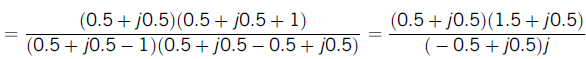 = (0.5 + j0.5)(0.5 + j0.5 + 1) / (0.5 + j0.5 − 1)(0.5 + j0.5 − 0.5 + j0.5) = (0.5 + j0.5)(1.5 + j0.5) / (− 0.5 + j0.5)j